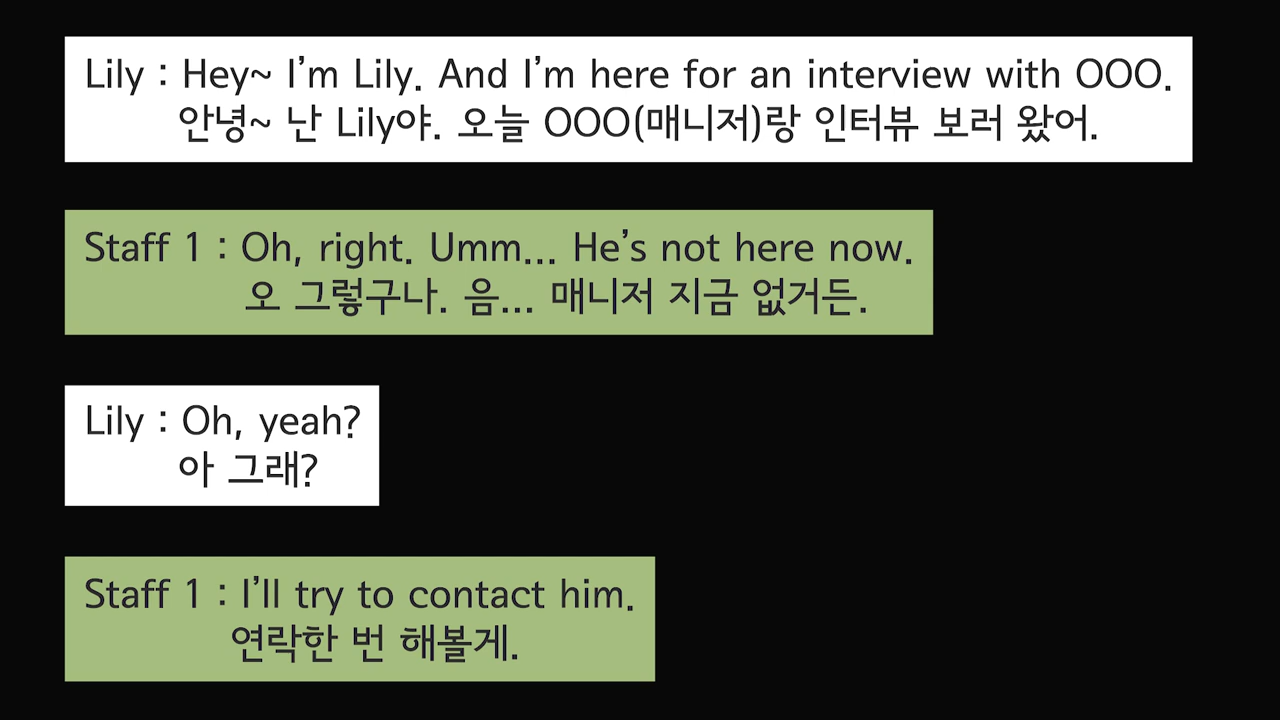 Lily : Hey~ I'm Lily. And I'm here for an interview with OOO.
안녕~ 난 Lily야. 오늘 OOO(매니저)랑 인터뷰 보러 왔어.
Staff 1 : Oh, right. Umm... He's not here now.
오 그렇구나. 음... 매니저 지금 없거든.
Lily : Oh, yeah?
아 그래?
Staff 1 : I'll try to contact him.
연락한 번 해볼게.